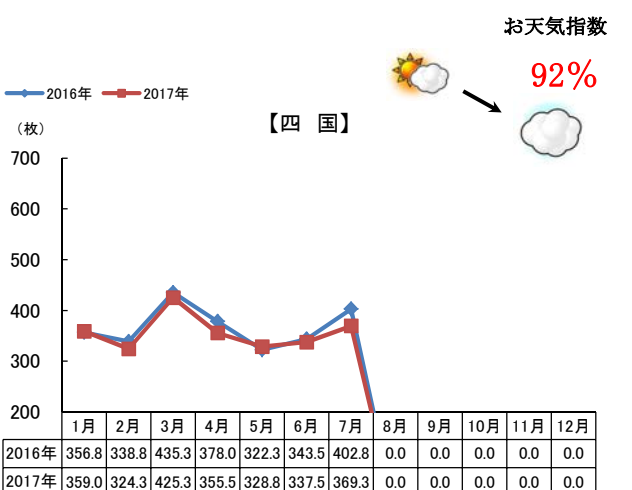 お天気指数
92%
2016年 2017年
（枚）
【四 国】
700
600
500
400
300
200
1月 2月 3月 4月 5月 6月 7月 8月 9月 10月 11月 12月
2016年 356.8 338.8 435.3 378.0 322.3 343.5 402.8 0.0 0.0 0.0 0.0 0.0
2017年 359.0 324.3 425.3 355.5 328.8 337.5 369.3 0.0 0.0 0.0 0.0 0.0